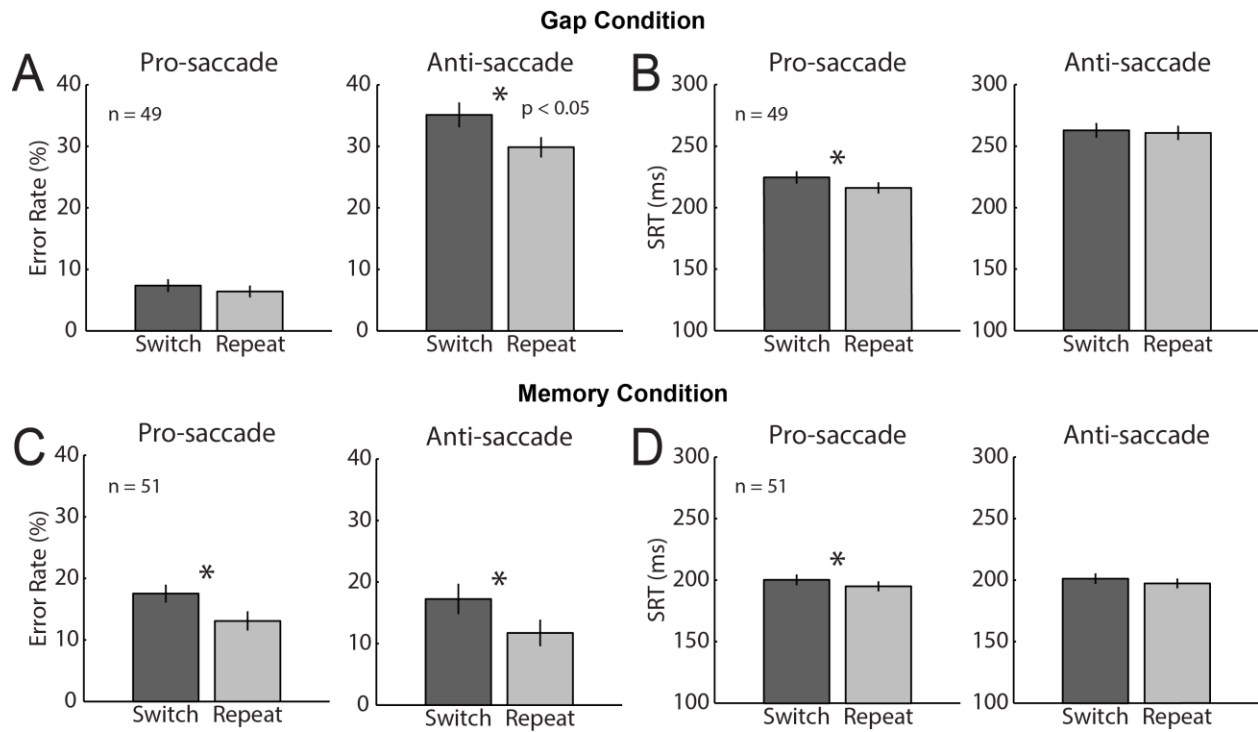 Gap Condition
A
Pro-saccade
40
30
20
10
0
Error Rate (%)
n = 49
Switch Repeat
Anti-saccade
40
30
20
10
0
*
p < 0.05
Switch Repeat
B
Pro-saccade
300
250
200
150
100
SRT (ms)
n = 49
*
Switch Repeat
Anti-saccade
300
250
200
250
100
Switch Repeat
Memory Condition
C
Pro-saccade
40
30
20
10
0
Error Rate (%)
n = 51
*
Switch Repeat
Anti-saccade
40
30
20
10
0
*
Switch Repeat
D
Pro-saccade
300
250
200
150
100
SRT (ms)
n = 51
*
Switch Repeat
Anti-saccade
300
250
200
150
100
Switch Repeat